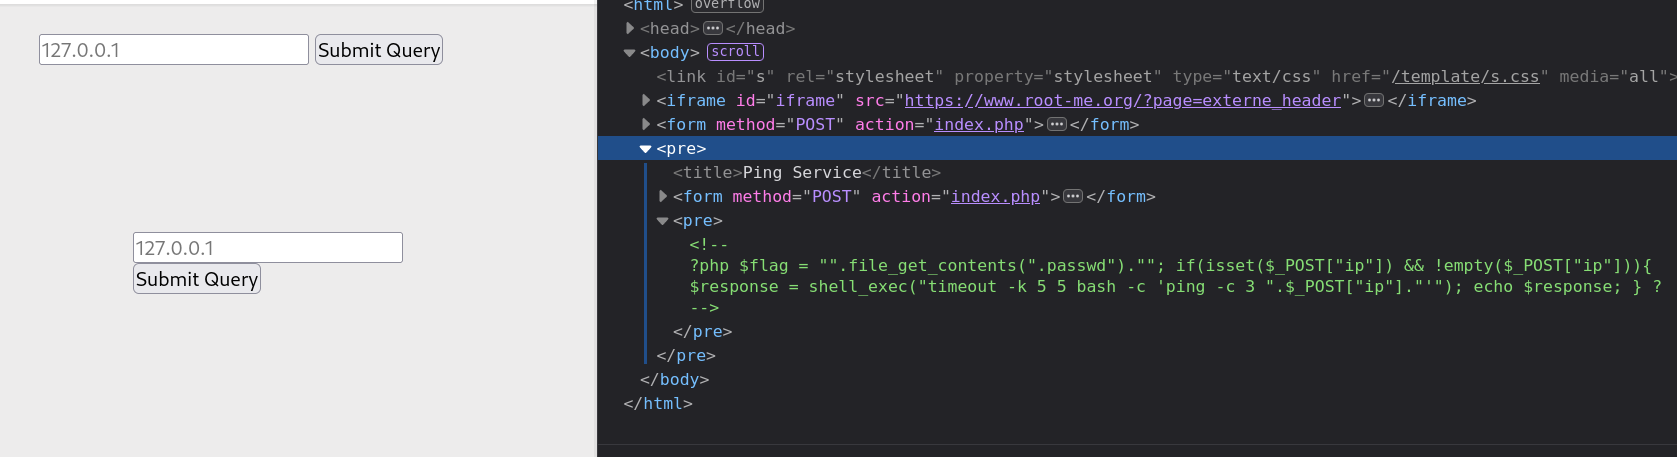 127.0.0.1 Submit Query
127.0.0.1
Submit Query
<html> overflow
<head> ••• </head>
<body> scroll
<link id="s" rel="stylesheet" property="stylesheet" type="text/css" href="/template/s.css" media="all">
<iframe id="iframe" src="https://www.root-me.org/?page=externe_header"> ••• </iframe>
<form method="POST" action="index.php"> ••• </form>
<pre>
<title>Ping Service</title>
<form method="POST" action="index.php"> ••• </form>
<pre>
<!--
?php $flag = "".file_get_contents(".passwd").""; if(isset($_POST["ip"]) && !empty($_POST["ip"])){
$response = shell_exec("timeout -k 5 5 bash -c 'ping -c 3 ".$_POST["ip"]."'"); echo $response; } ?
-->
</pre>
</pre>
</body>
</html>